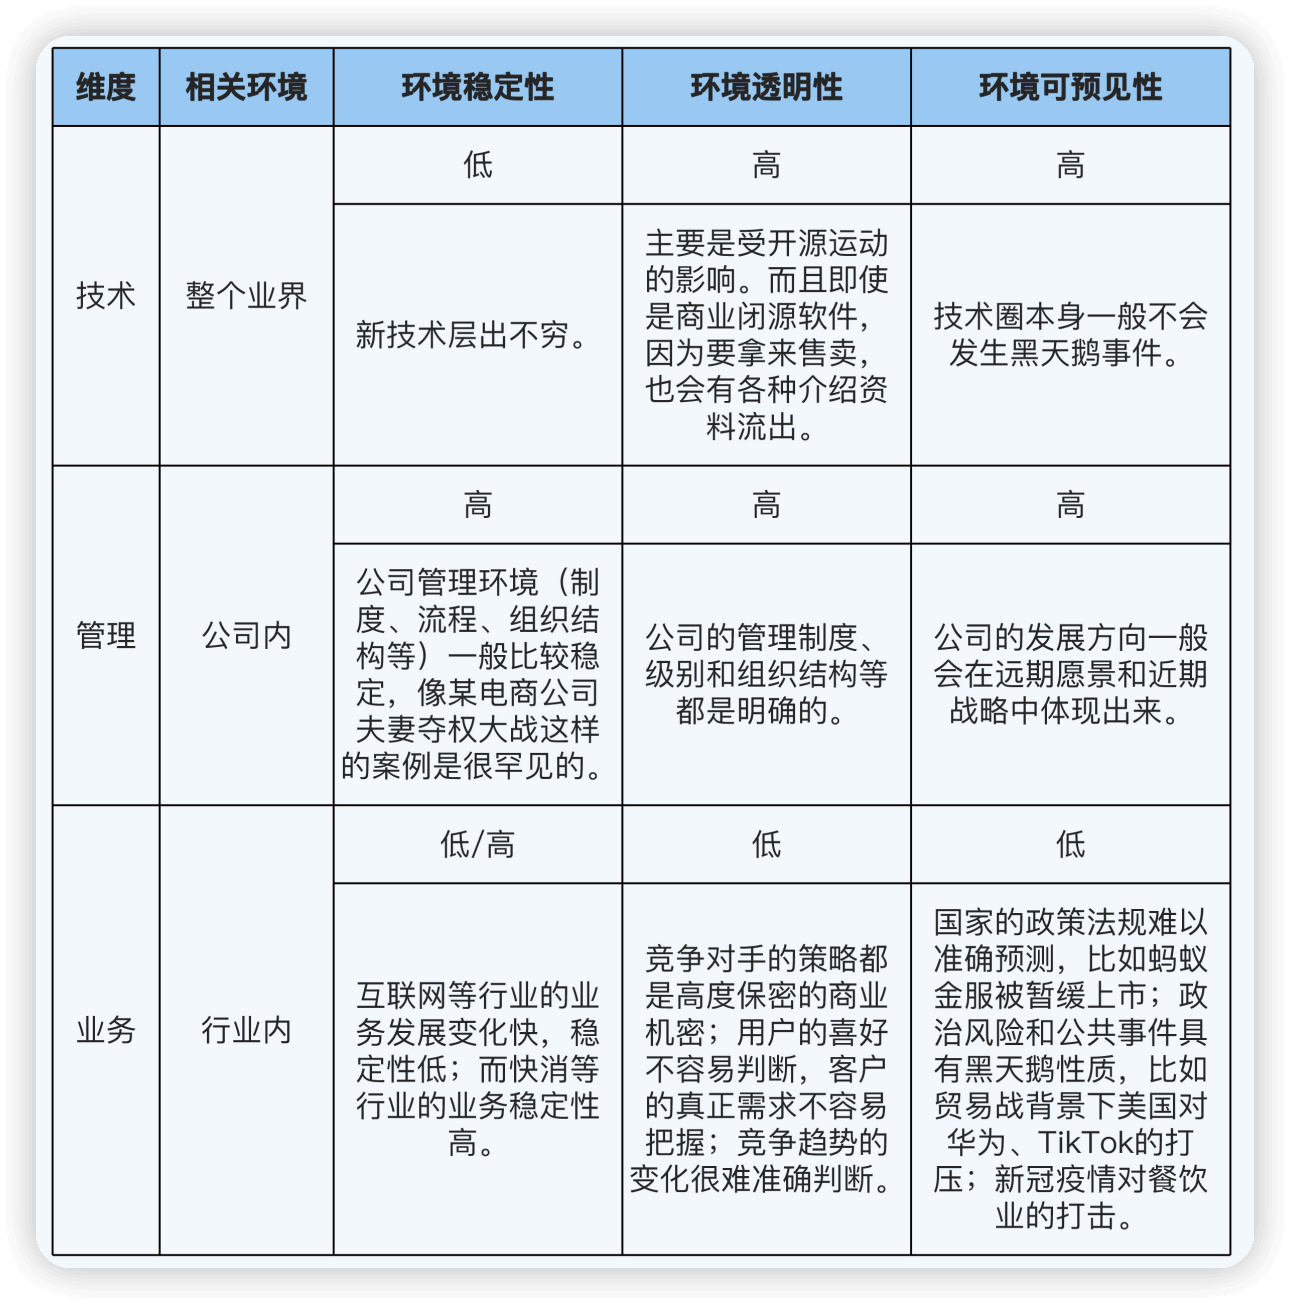 维度
相关环境
环境稳定性
环境透明性
环境可预见性
技术
整个业界
低
高
高
新技术层出不穷。
主要是受开源运动
的影响。而且即使
是商业闭源软件，
因为要拿来售卖，
也会有各种介绍资
料流出。
技术圈本身一般不会
发生黑天鹅事件。
管理
公司内
高
高
高
公司管理环境（制
度、流程、组织结
构等）一般比较稳
定，像某电商公司
夫妻夺权大战这样
的案例是很罕见的。
公司的管理制度、
级别和组织结构等
都是明确的。
公司的发展方向一般
会在远期愿景和近期
战略中体现出来。
业务
行业内
低/高
低
低
互联网等行业的业
务发展变化快，稳
定性低；而快消等
行业的业务稳定性
高。
竞争对手的策略都
是高度保密的商业
机密；用户的喜好
不容易判断，客户
的真正需求不容易
把握；竞争趋势的
变化很难准确判断。
国家的政策法规难以
准确预测，比如蚂蚁
金服被暂缓上市；政
治风险和公共事件具
有黑天鹅性质，比如
贸易战背景下美国对
华为、TikTok的打
压；新冠疫情对餐饮
业的打击。